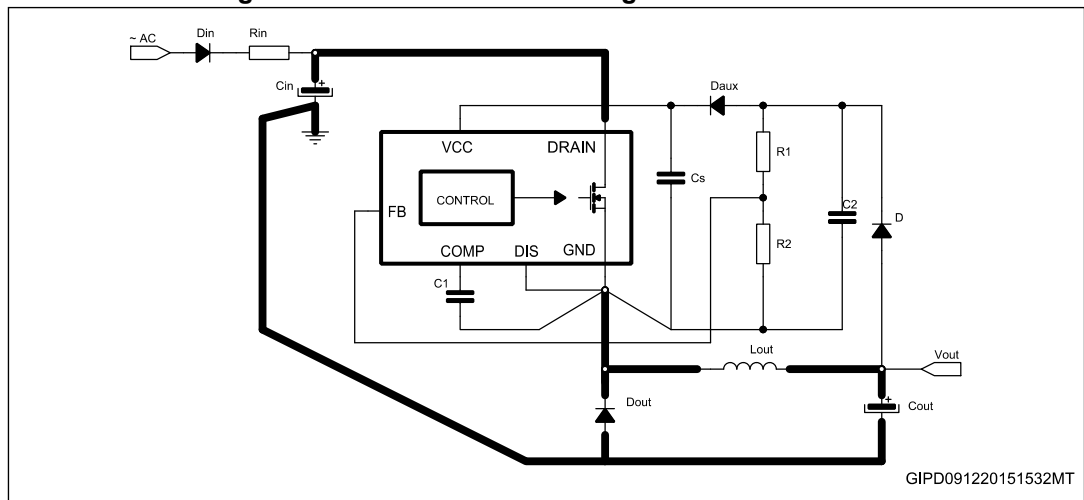 ~ AC
Din
Rin
Cin
+
Daux
VCC
DRAIN
R1
Cs
CONTROL
FB
C2
D
R2
COMP
DIS
GND
C1
Lout
Vout
Dout
+
Cout
GIPD091220151532MT